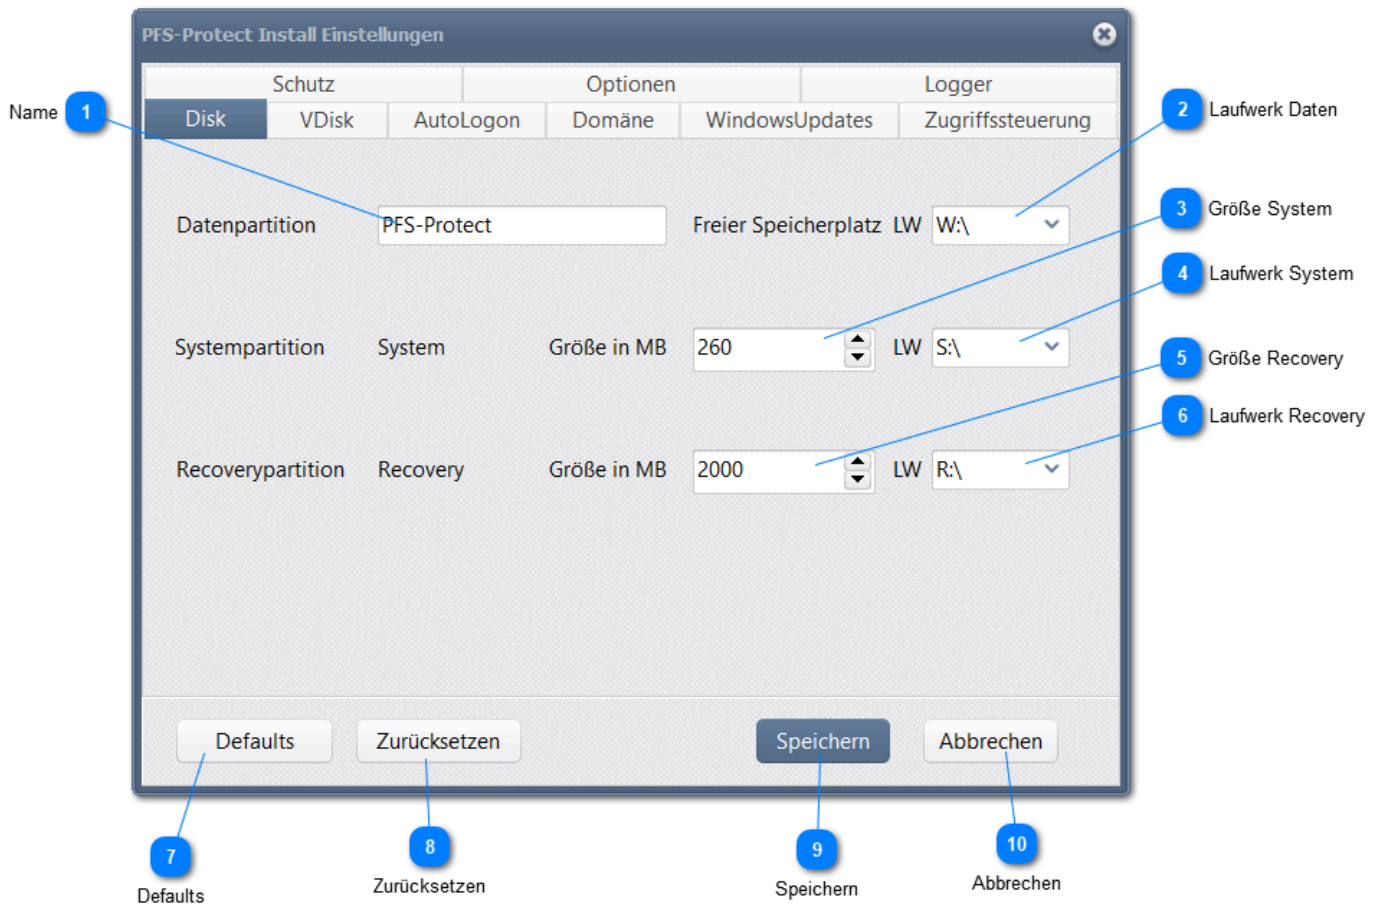 PFS-Protect Install Einstellungen
Schutz Optionen Logger
Disk VDisk AutoLogon Domäne WindowsUpdates Zugriffssteuerung
Name 1
2 Laufwerk Daten
3 Größe System
4 Laufwerk System
5 Größe Recovery
6 Laufwerk Recovery
Datenpartition PFS-Protect Freier Speicherplatz LW W:\
Systempartition System Größe in MB 260 LW S:\
Recoverypartition Recovery Größe in MB 2000 LW R:\
Defaults Zurücksetzen Speichern Abbrechen
7 Defaults
8 Zurücksetzen
9 Speichern
10 Abbrechen